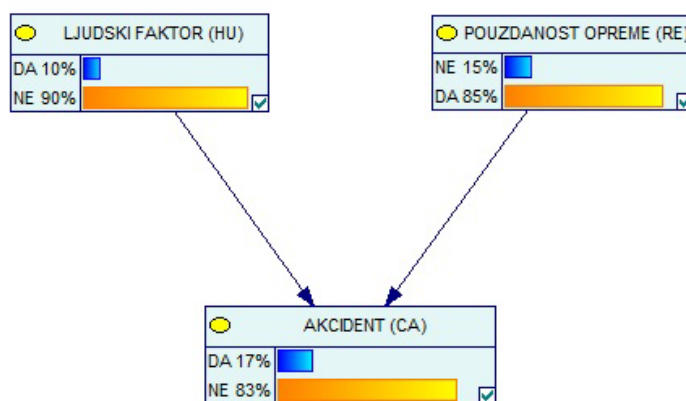 LJUDSKI FAKTOR (HU)
DA 10%
NE 90%
POUZDANOST OPREME (RE)
NE 15%
DA 85%
AKCIDENT (CA)
DA 17%
NE 83%